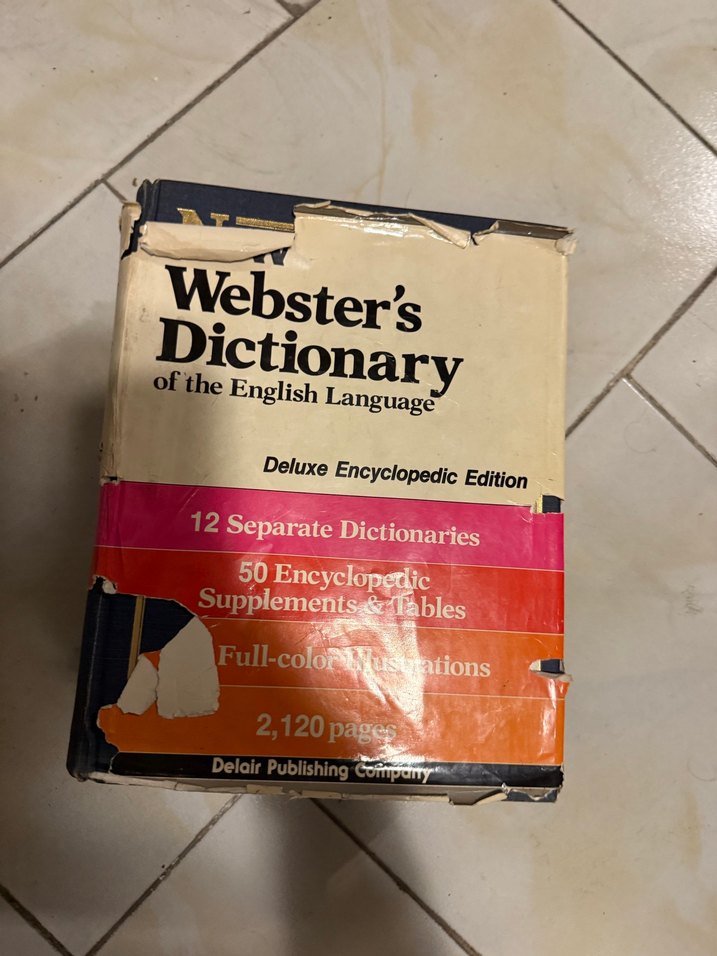 Webster's
Dictionary
of the English Language
Deluxe Encyclopedic Edition
12 Separate Dictionaries
50 Encyclopedic
Supplements & Tables
Full-color Illustrations
2,120 pages
Delair Publishing Company